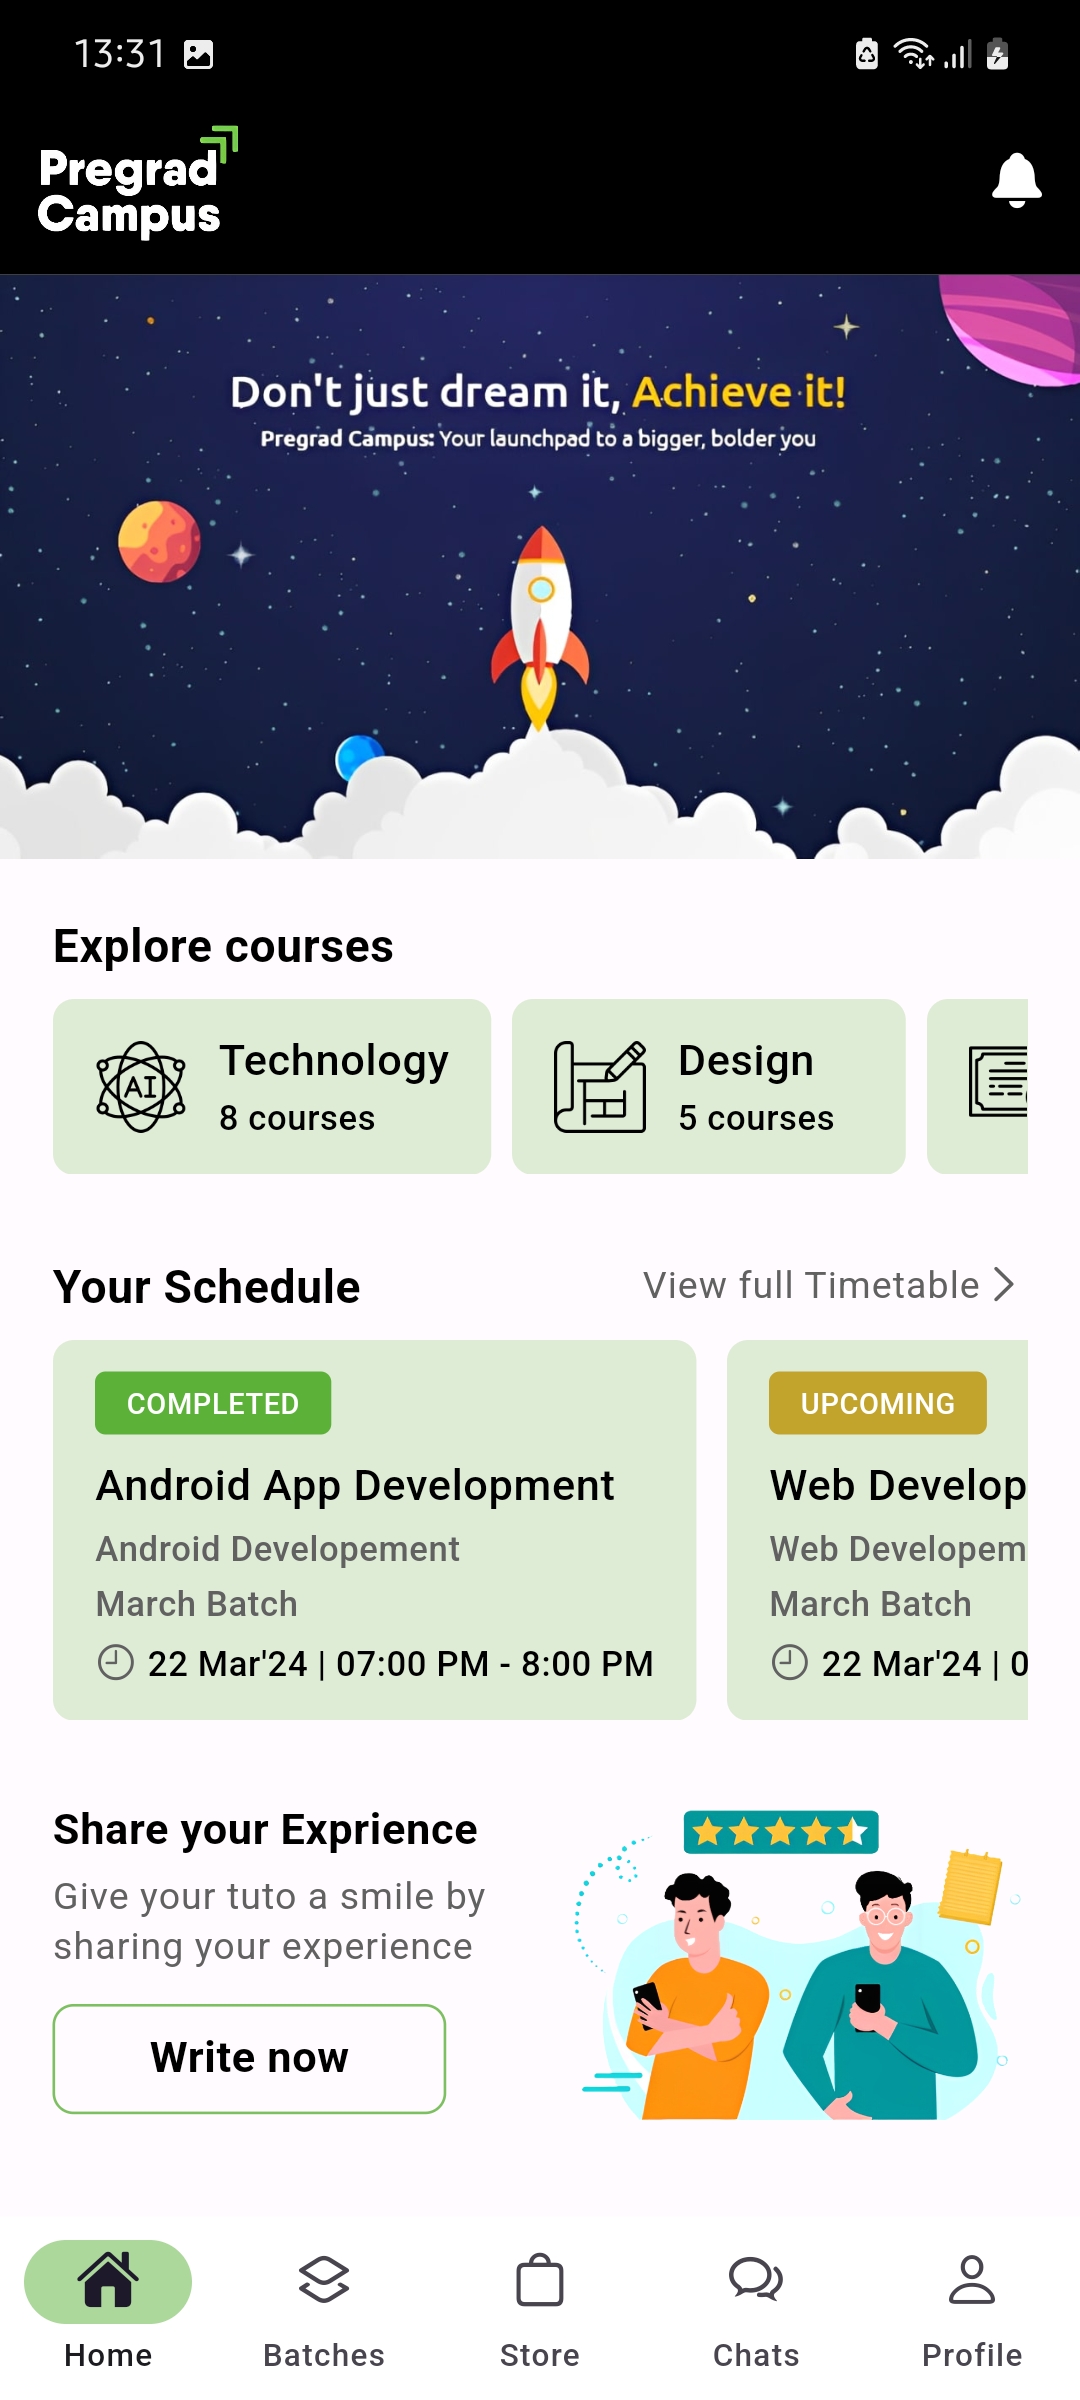 13:31
Pregrad
Campus
Don't just dream it, Achieve it!
Pregrad Campus: Your launchpad to a bigger, bolder you
Explore courses
AI
Technology
8 courses
Design
5 courses
Your Schedule
View full Timetable
COMPLETED
Android App Development
Android Developement
March Batch
22 Mar'24 | 07:00 PM - 8:00 PM
UPCOMING
Web Develop
Web Developem
March Batch
22 Mar'24 | 0
Share your Exprience
Give your tuto a smile by
sharing your experience
Write now
Home
Batches
Store
Chats
Profile